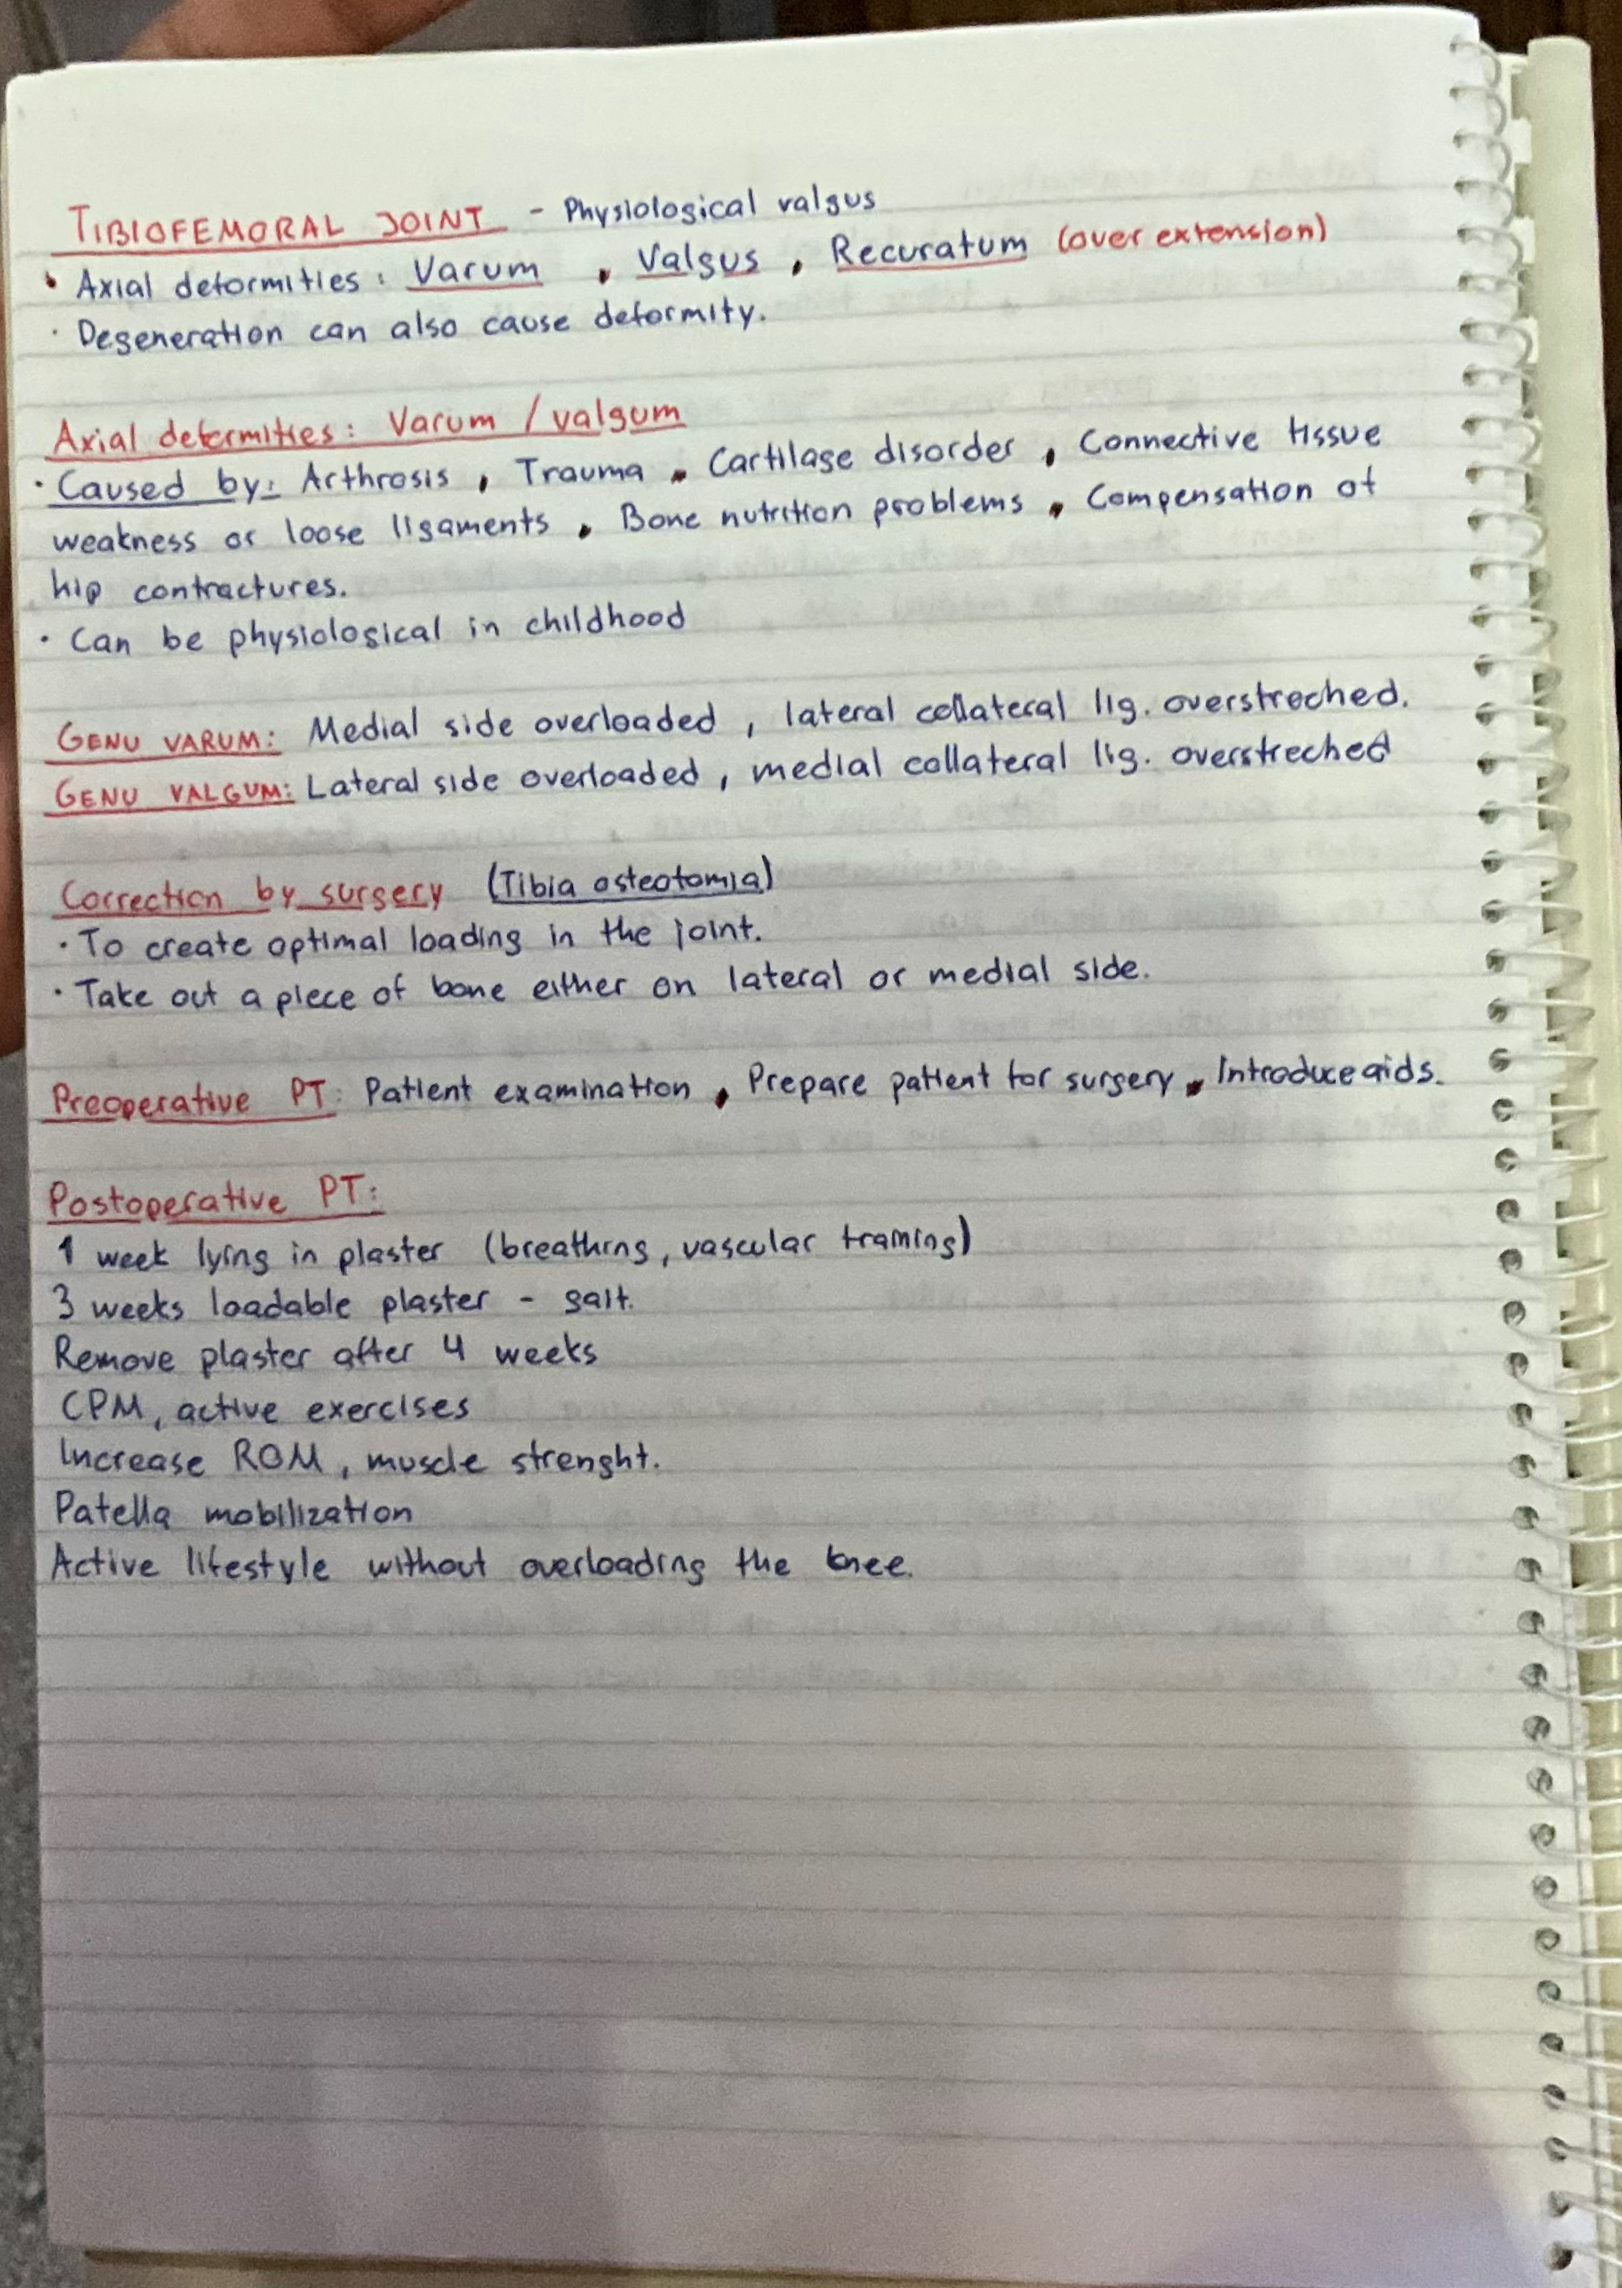 TIBIOFEMORAL JOINT - Physiological valgus
• Axial deformities: Varum , Valgus , Recuratum (over extension)
· Degeneration can also cause deformity.
Axial deformities: Varum / valgum
· Caused by: Arthrosis , Trauma , Cartilage disorder , Connective tissue
weakness or loose ligaments , Bone nutrition problems , Compensation of
hip contractures.
· Can be physiological in childhood
GENU VARUM: Medial side overloaded , lateral collateral lig. overstreched.
GENU VALGUM: Lateral side overloaded , medial collateral lig. overstreched
Correction by surgery (Tibia osteotomia)
· To create optimal loading in the joint.
· Take out a piece of bone either on lateral or medial side.
Preoperative PT: Patient examination , Prepare patient for surgery , Introduce aids.
Postoperative PT:
1 week lying in plaster (breathing, vascular training)
3 weeks loadable plaster - gait.
Remove plaster after 4 weeks
CPM, active exercises
Increase ROM, muscle strenght.
Patella mobilization
Active lifestyle without overloading the knee.